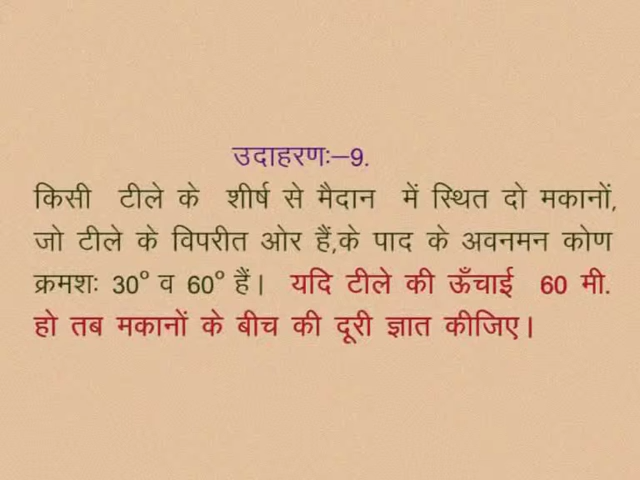 उदाहरणः–9.
किसी टीले के शीर्ष से मैदान में स्थित दो मकानों,
जो टीले के विपरीत ओर हैं,के पाद के अवनमन कोण
क्रमशः 30° व 60° हैं। यदि टीले की ऊँचाई 60 मी.
हो तब मकानों के बीच की दूरी ज्ञात कीजिए।